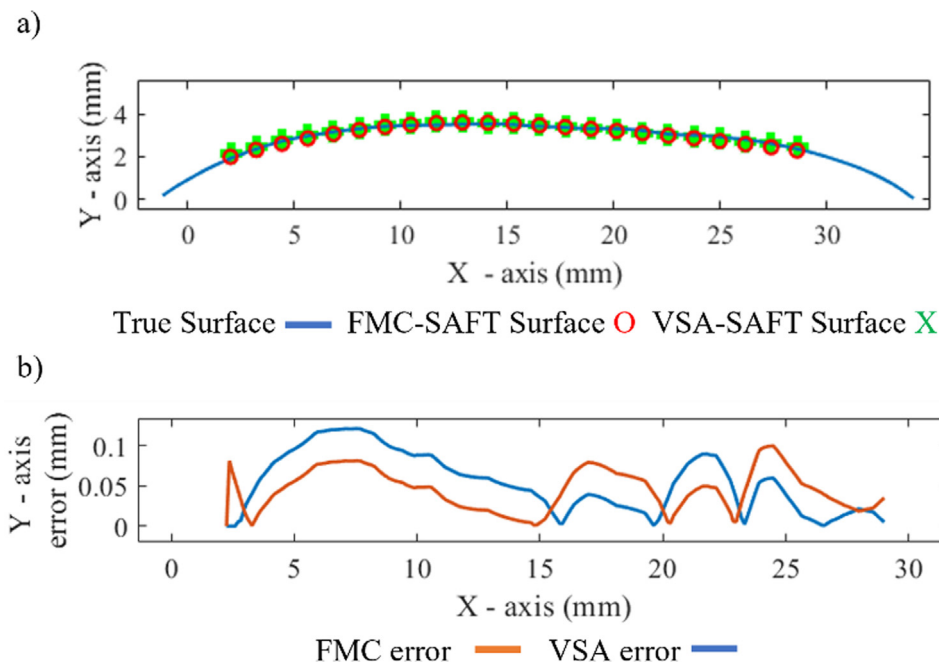 a)
Y - axis (mm)
4
2
0
0 5 10 15 20 25 30
X - axis (mm)
True Surface FMC-SAFT Surface O VSA-SAFT Surface X
b)
Y - axis
error (mm)
0.1
0.05
0
0 5 10 15 20 25 30
X - axis (mm)
FMC error VSA error